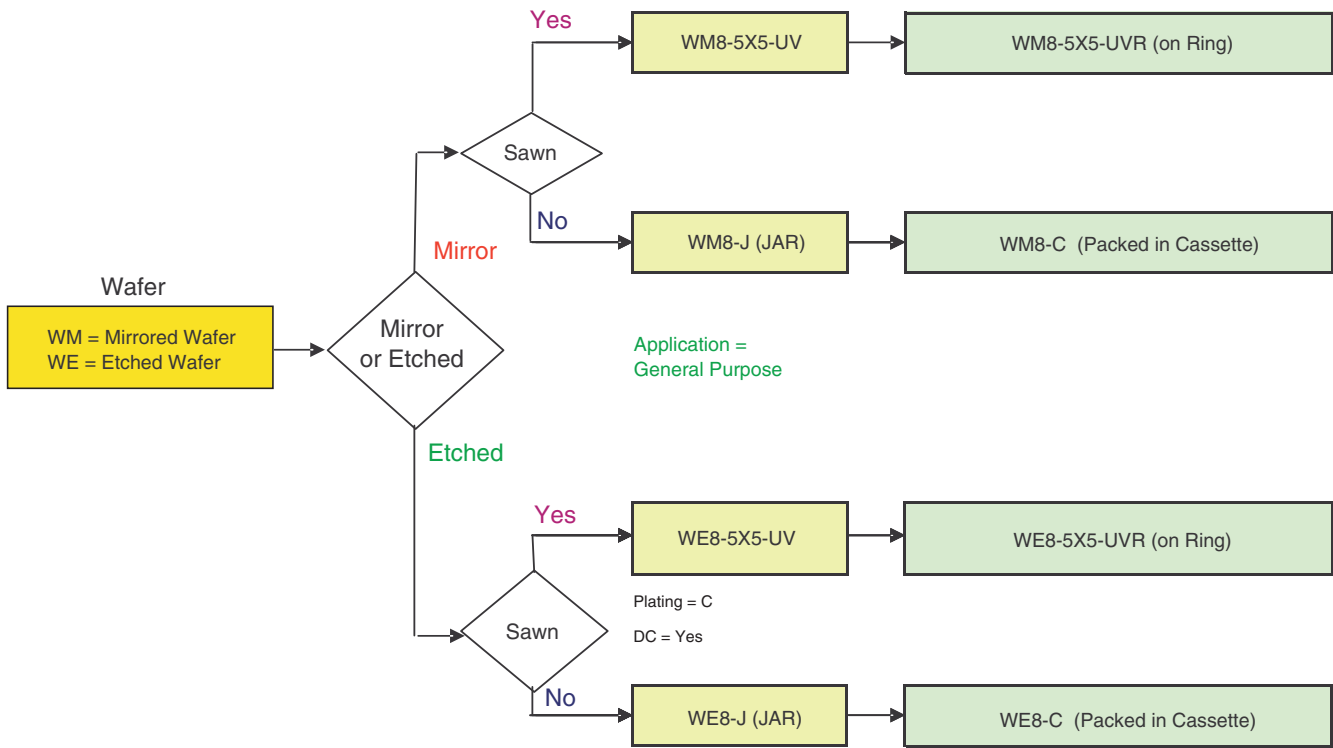 Yes
WM8-5X5-UV
WM8-5X5-UVR (on Ring)
Sawn
No
WM8-J (JAR)
WM8-C (Packed in Cassette)
Mirror
Wafer
WM = Mirrored Wafer
WE = Etched Wafer
Mirror
or Etched
Application =
General Purpose
Etched
Yes
WE8-5X5-UV
WE8-5X5-UVR (on Ring)
Plating = C
DC = Yes
Sawn
No
WE8-J (JAR)
WE8-C (Packed in Cassette)